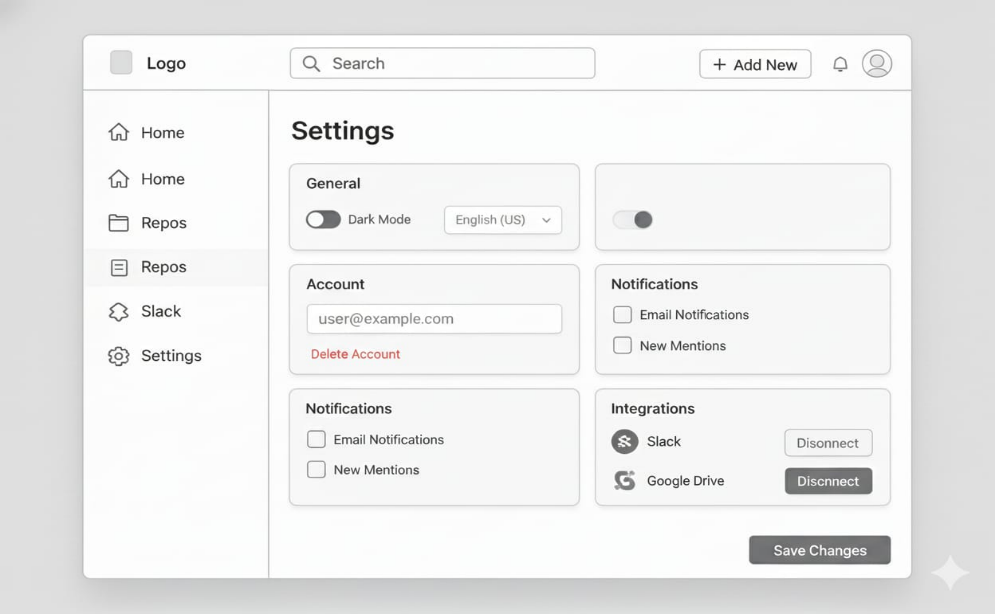 Logo
Search
+ Add New
Home
Home
Repos
Repos
Slack
Settings
Settings
General
Dark Mode
English (US)
Account
user@example.com
Delete Account
Notifications
Email Notifications
New Mentions
Notifications
Email Notifications
New Mentions
Integrations
Slack
Disonnect
Google Drive
Discnnect
Save Changes